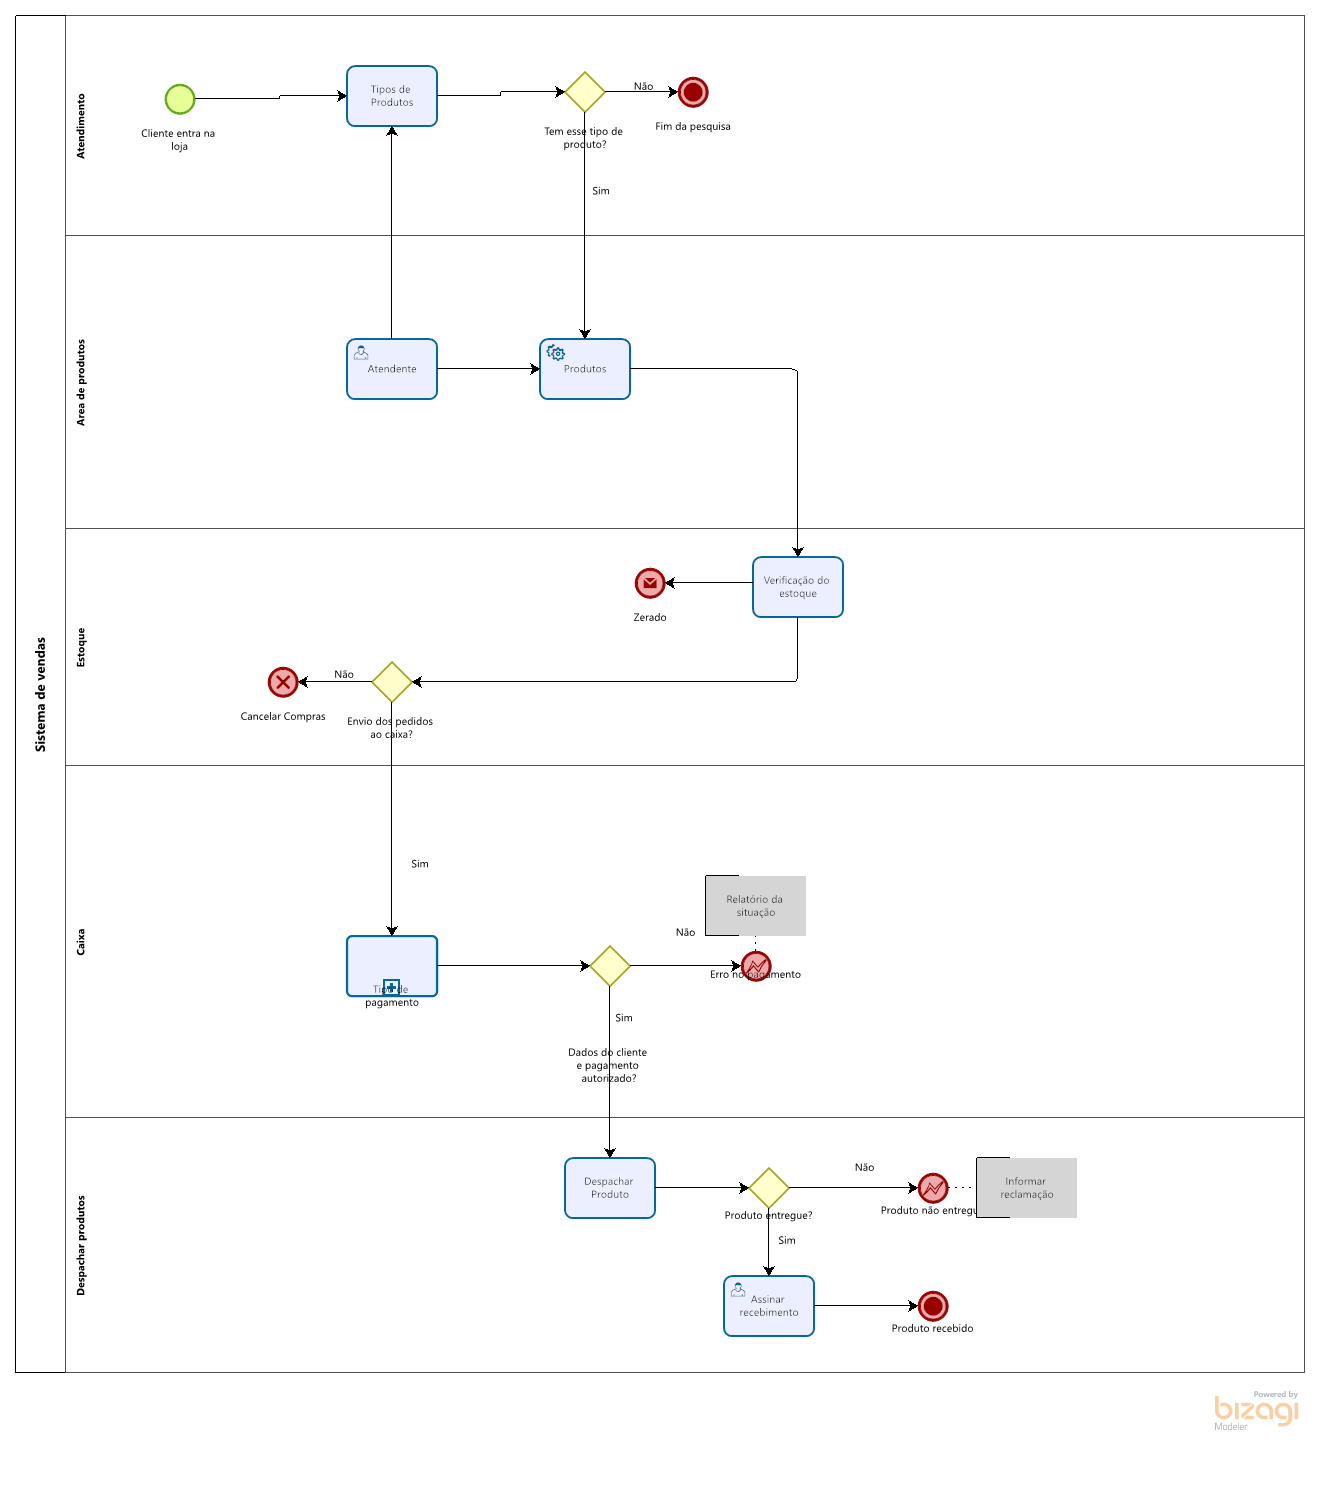 Sistema de vendas
Atendimento
Cliente entra na
loja
Tipos de
Produtos
Tem esse tipo de
produto?
Não
Fim da pesquisa
Sim
Area de produtos
Atendente
Produtos
Estoque
Verificação do
estoque
Zerado
Não
Cancelar Compras
Envio dos pedidos
ao caixa?
Caixa
Sim
Relatório da
situação
Não
Erro no pagamento
Tipo de
pagamento
Sim
Dados do cliente
e pagamento
autorizado?
Despachar produtos
Despachar
Produto
Não
Informar
reclamação
Produto entregue?
Produto não entregu
Sim
Assinar
recebimento
Produto recebido
Powered by
bizagi
Modeler